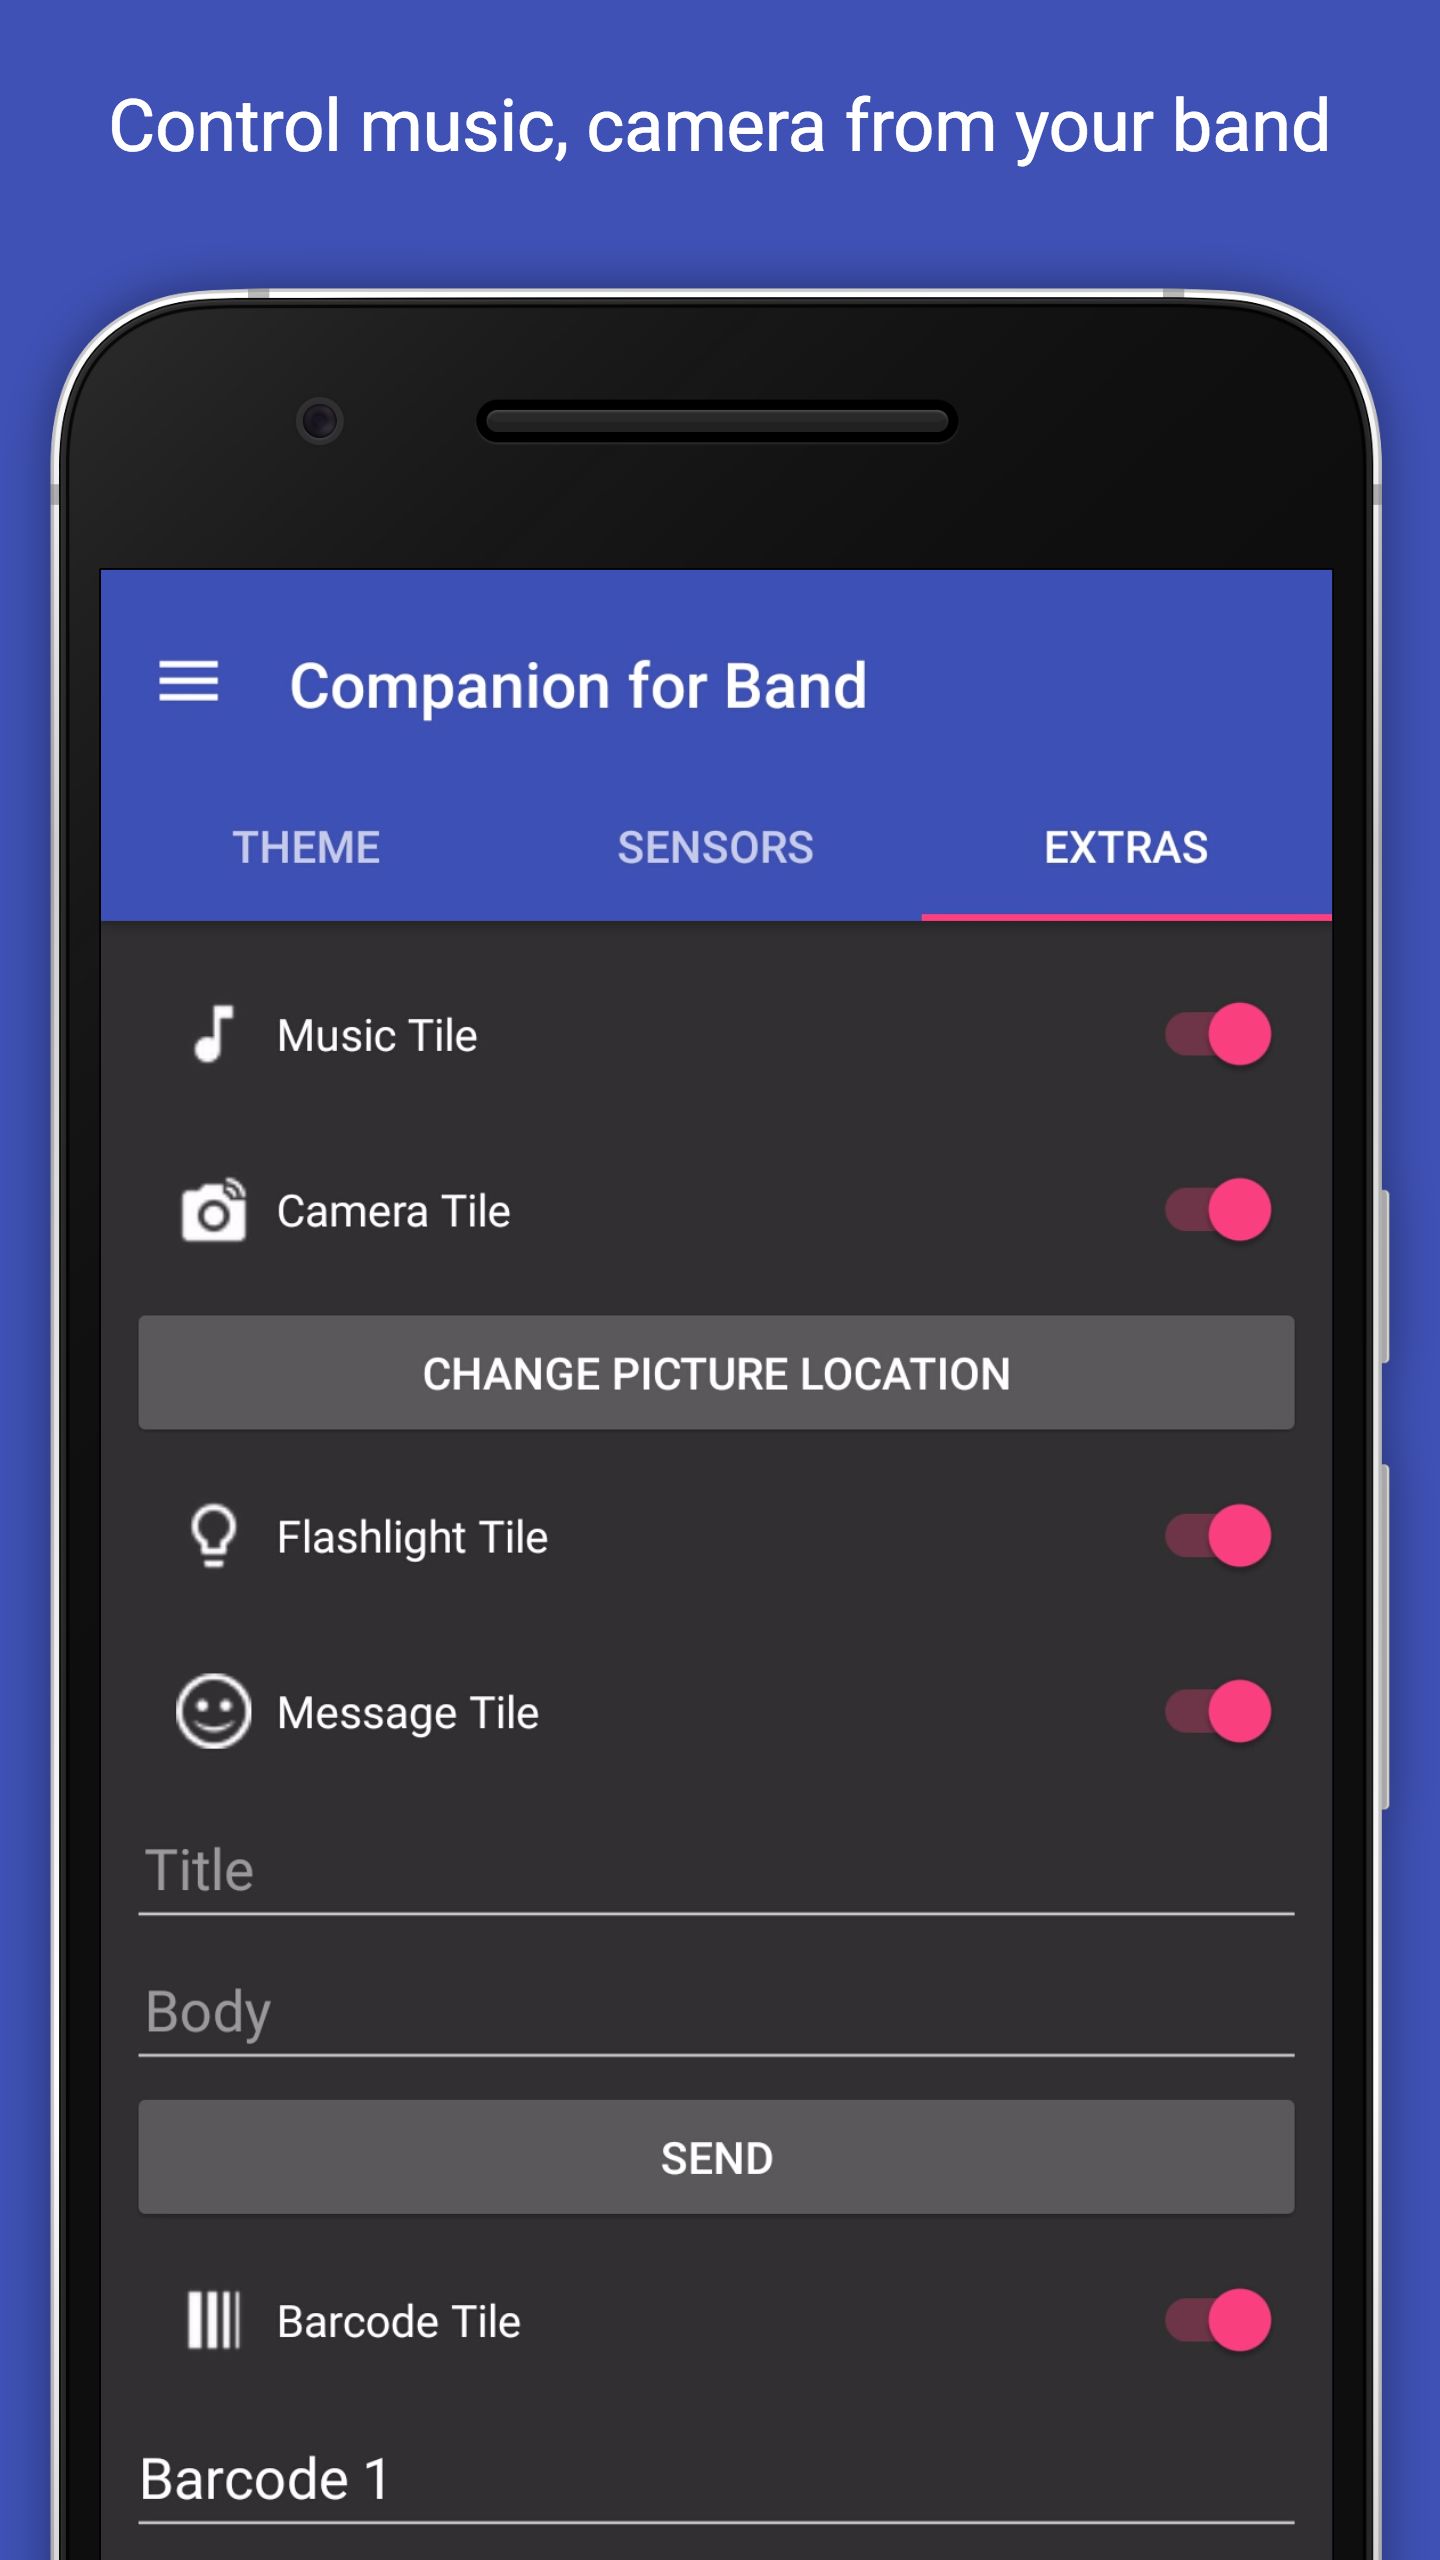 Control music, camera from your band
Companion for Band
THEME SENSORS EXTRAS
Music Tile
Camera Tile
CHANGE PICTURE LOCATION
Flashlight Tile
Message Tile
Title
Body
SEND
Barcode Tile
Barcode 1